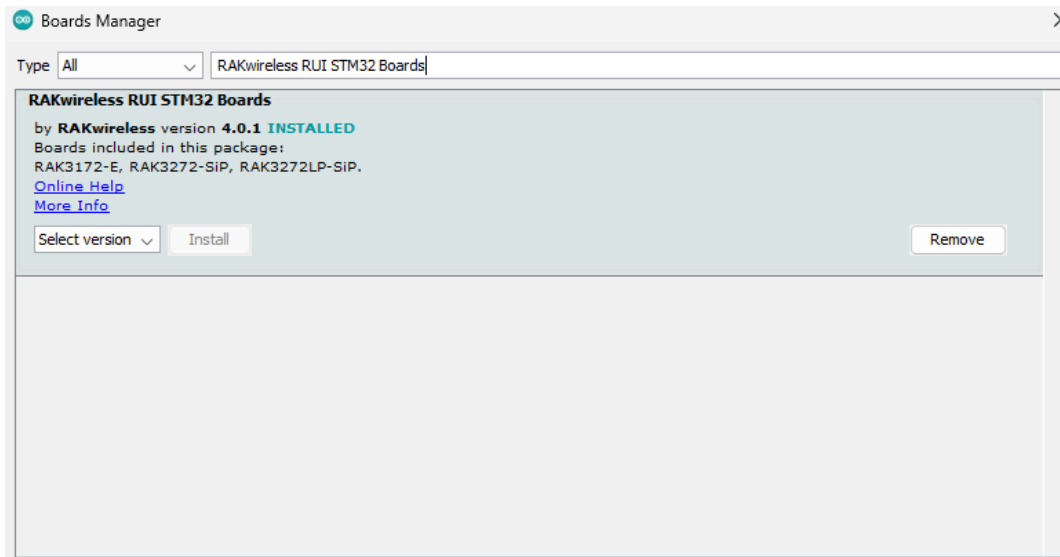 Boards Manager
Type All RAKwireless RUI STM32 Boards
RAKwireless RUI STM32 Boards
by RAKwireless version 4.0.1 INSTALLED
Boards included in this package:
RAK3172-E, RAK3272-SiP, RAK3272LP-SiP.
Online Help
More Info
Select version Install Remove